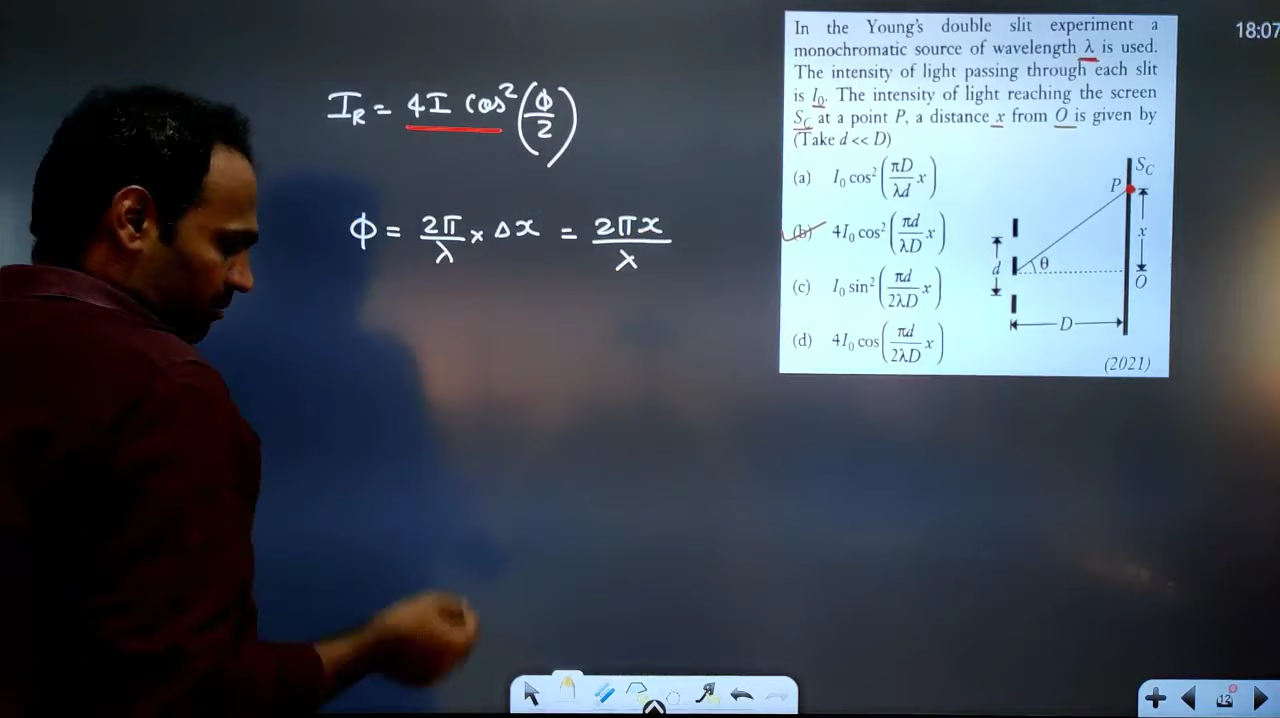 18:07
I_R = 4I cos²(ϕ/2)
ϕ = 2π/λ × Δx = 2πx/λ
In the Young's double slit experiment a
monochromatic source of wavelength λ is used.
The intensity of light passing through each slit
is I₀. The intensity of light reaching the screen
S_C at a point P, a distance x from O is given by
(Take d << D)
(a) I₀ cos²(πD/λd x)
(b) 4I₀ cos²(πd/λD x)
(c) I₀ sin²(πd/2λD x)
(d) 4I₀ cos(πd/2λD x)
S_C
P
x
d
θ
O
D
(2021)
12